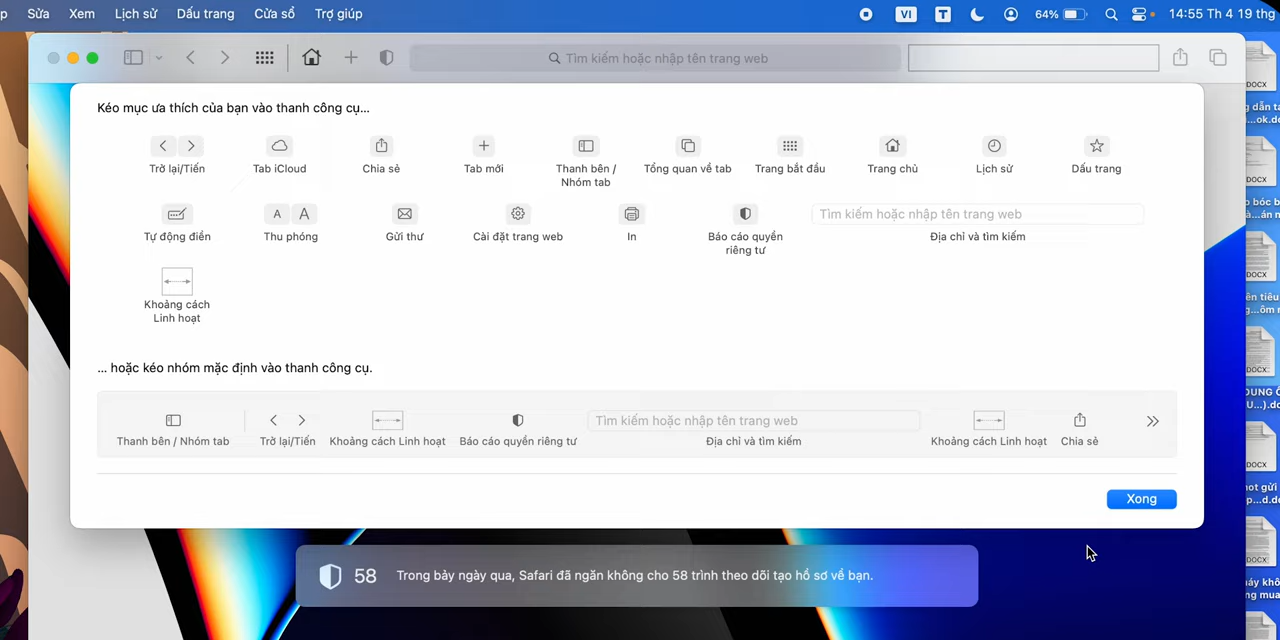 p Sửa Xem Lịch sử Dấu trang Cửa sổ Trợ giúp VI T 64% 14:55 Th 4 19 thg
Tìm kiếm hoặc nhập tên trang web
Kéo mục ưa thích của bạn vào thanh công cụ...
Trở lại/Tiến Tab iCloud Chia sẻ Tab mới Thanh bên / Nhóm tab Tổng quan về tab Trang bắt đầu Trang chủ Lịch sử Dấu trang
A A Tìm kiếm hoặc nhập tên trang web
Tự động điền Thu phóng Gửi thư Cài đặt trang web In Báo cáo quyền riêng tư Địa chỉ và tìm kiếm
Khoảng cách
Linh hoạt
... hoặc kéo nhóm mặc định vào thanh công cụ.
Tìm kiếm hoặc nhập tên trang web
Thanh bên / Nhóm tab Trở lại/Tiến Khoảng cách Linh hoạt Báo cáo quyền riêng tư Địa chỉ và tìm kiếm Khoảng cách Linh hoạt Chia sẻ
Xong
58 Trong bảy ngày qua, Safari đã ngăn không cho 58 trình theo dõi tạo hồ sơ về bạn.
DOCX
g dẫn ta
...ok.do
DOCX
DOCX
DOCX
DOCX
DOCX